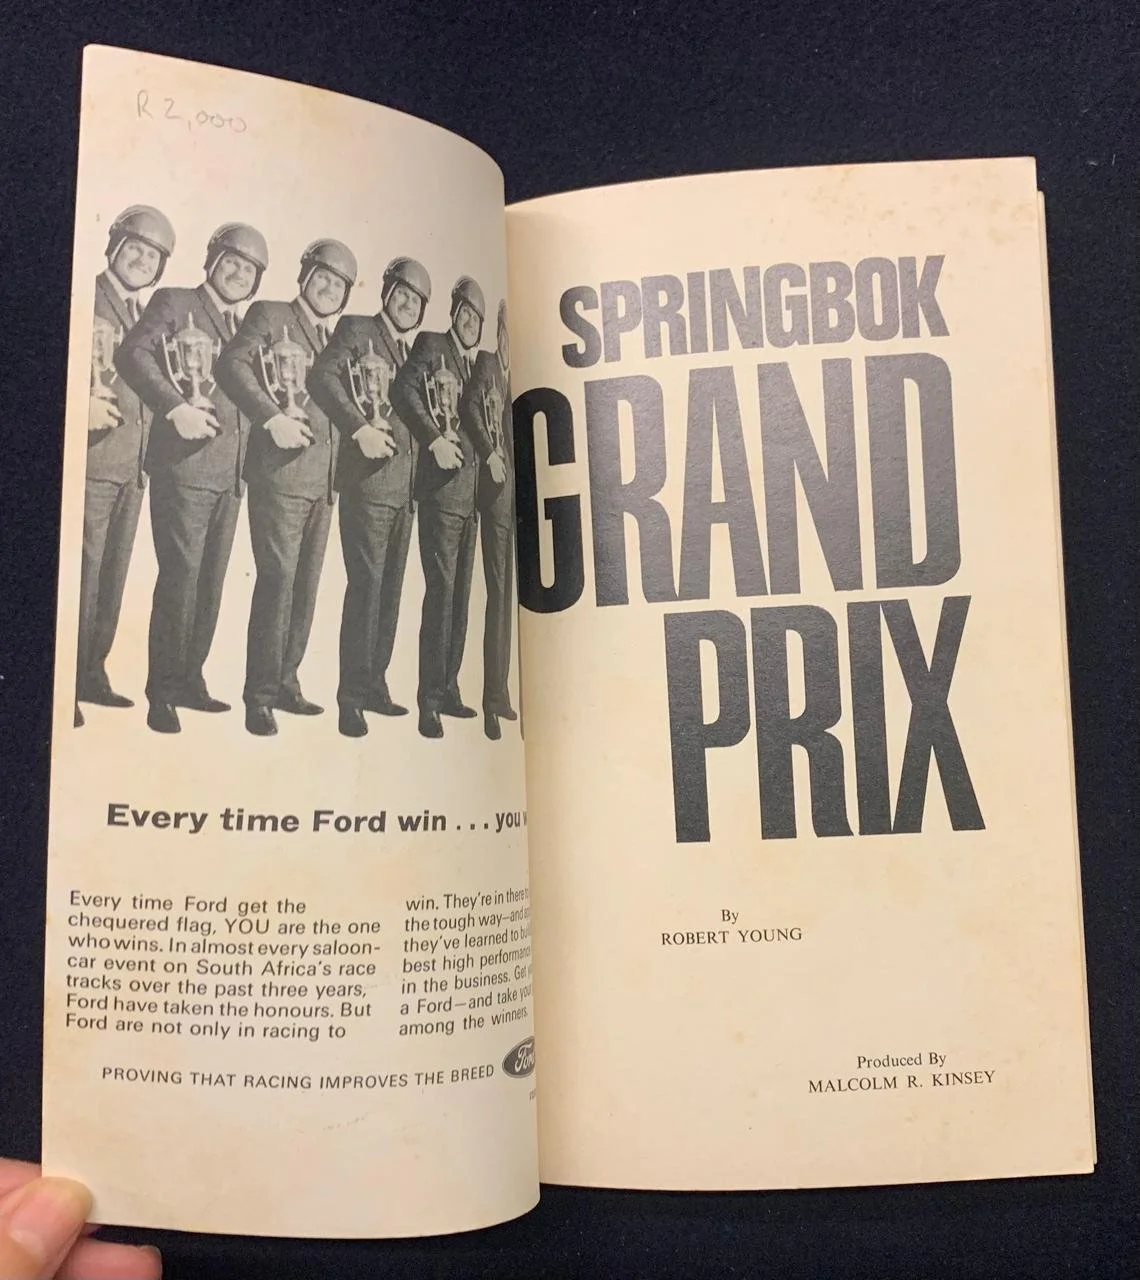 R 2,000
Every time Ford win . . . you
Every time Ford get the
chequered flag, YOU are the one
who wins. In almost every saloon-
car event on South Africa's race
tracks over the past three years,
Ford have taken the honours. But
Ford are not only in racing to
win. They're in there
the tough way—and
they've learned to
best high
in the business. Get
a Ford—and take
among the winners.
PROVING THAT RACING IMPROVES THE BREED
Ford
SPRINGBOK
GRAND
PRIX
By
ROBERT YOUNG
Produced By
MALCOLM R. KINSEY